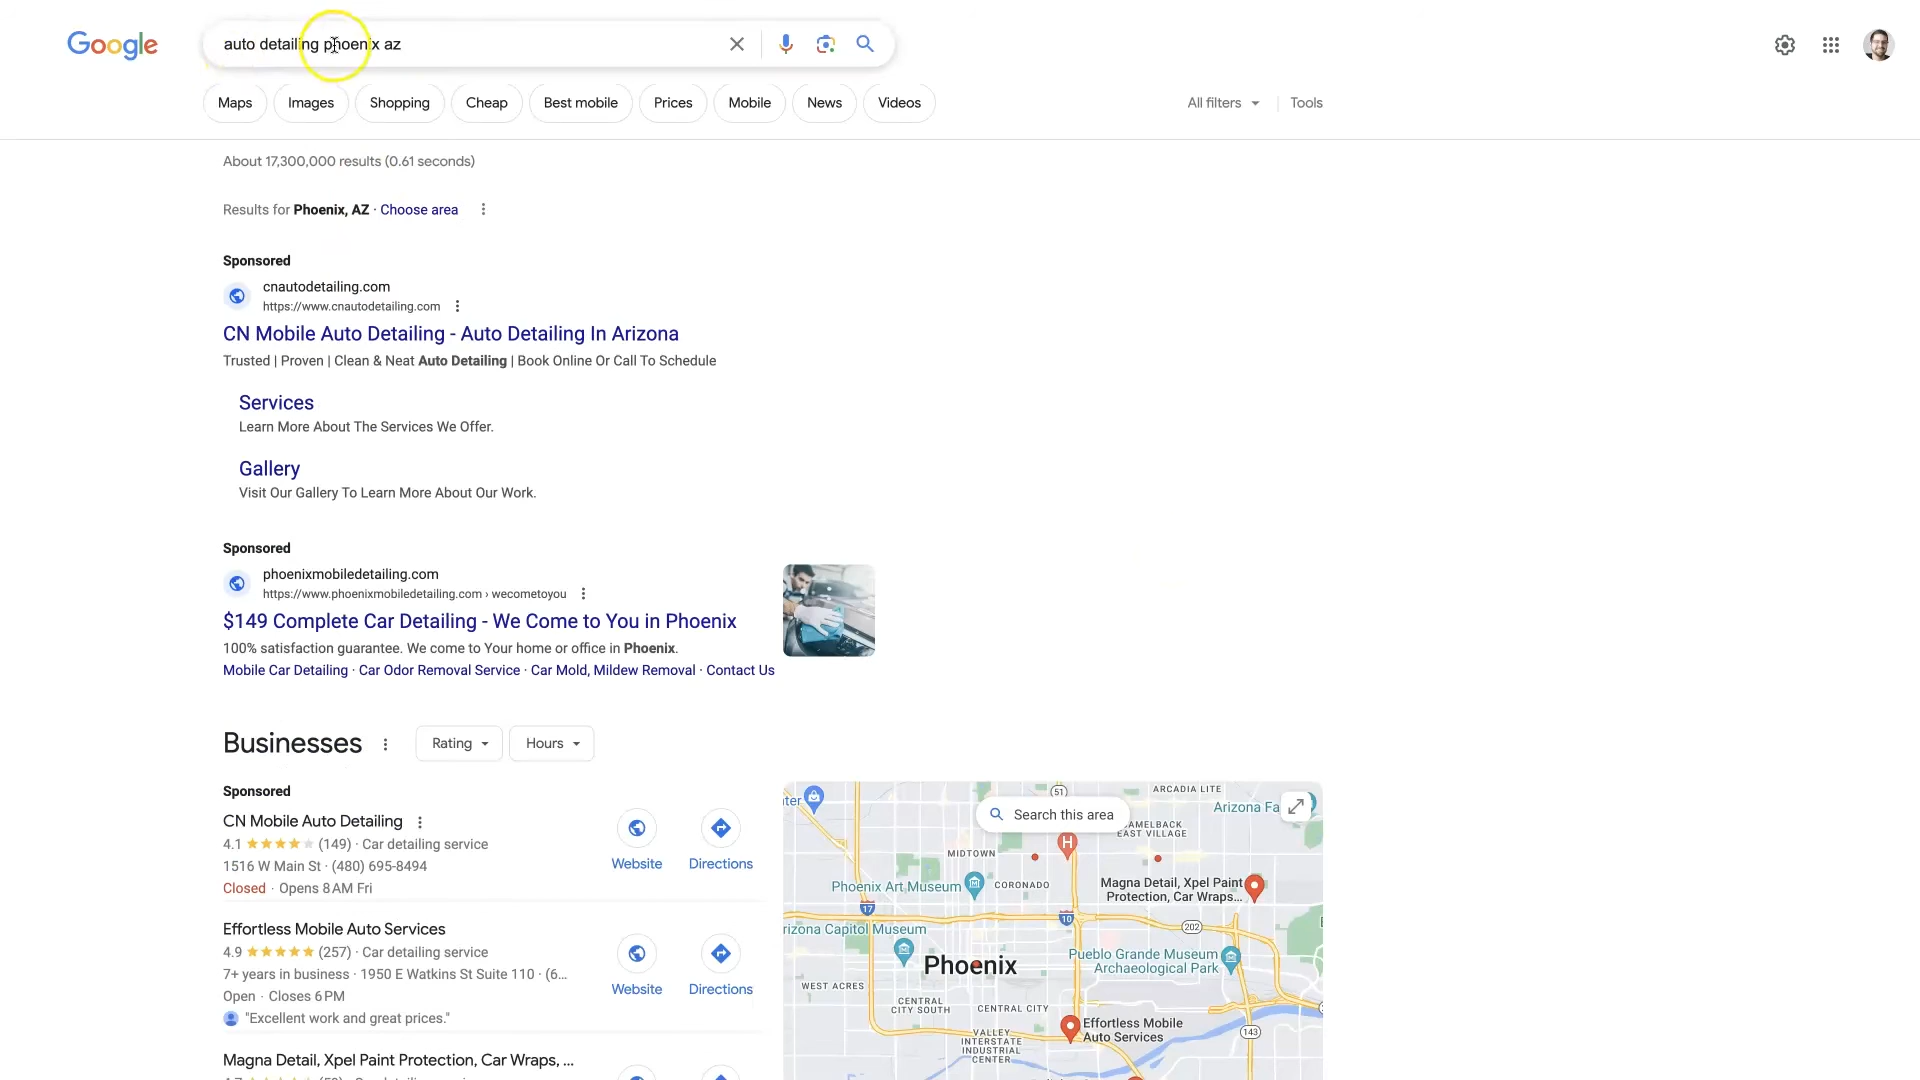 Google
auto detailing phoenix az
Maps
Images
Shopping
Cheap
Best mobile
Prices
Mobile
News
Videos
All filters
Tools
About 17,300,000 results (0.61 seconds)
Results for Phoenix, AZ · Choose area
Sponsored
cnautodetailing.com
https://www.cnautodetailing.com
CN Mobile Auto Detailing - Auto Detailing In Arizona
Trusted | Proven | Clean & Neat Auto Detailing | Book Online Or Call To Schedule
Services
Learn More About The Services We Offer.
Gallery
Visit Our Gallery To Learn More About Our Work.
Sponsored
phoenixmobiledetailing.com
https://www.phoenixmobiledetailing.com › wecometoyou
$149 Complete Car Detailing - We Come to You in Phoenix
100% satisfaction guarantee. We come to Your home or office in Phoenix.
Mobile Car Detailing · Car Odor Removal Service · Car Mold, Mildew Removal · Contact Us
Businesses
Rating
Hours
Sponsored
CN Mobile Auto Detailing
4.1 (149) · Car detailing service
1516 W Main St · (480) 695-8494
Closed · Opens 8 AM Fri
Website
Directions
Effortless Mobile Auto Services
4.9 (257) · Car detailing service
7+ years in business · 1950 E Watkins St Suite 110 · (6...
Open · Closes 6 PM
"Excellent work and great prices."
Website
Directions
Magna Detail, Xpel Paint Protection, Car Wraps, ...
51
ARCADIA LITE
Arizona Fa
Search this area
AMELBACK
EAST VILLAGE
H
MIDTOWN
Phoenix Art Museum
CORONADO
Magna Detail, Xpel Paint
Protection, Car Wraps...
17
10
202
rizona Capitol Museum
Phoenix
Pueblo Grande Museum
Archaeological Park
WEST ACRES
CENTRAL
CITY SOUTH
CENTRAL CITY
Effortless Mobile
Auto Services
VALLEY
INTERSTATE
INDUSTRIAL
CENTER
143